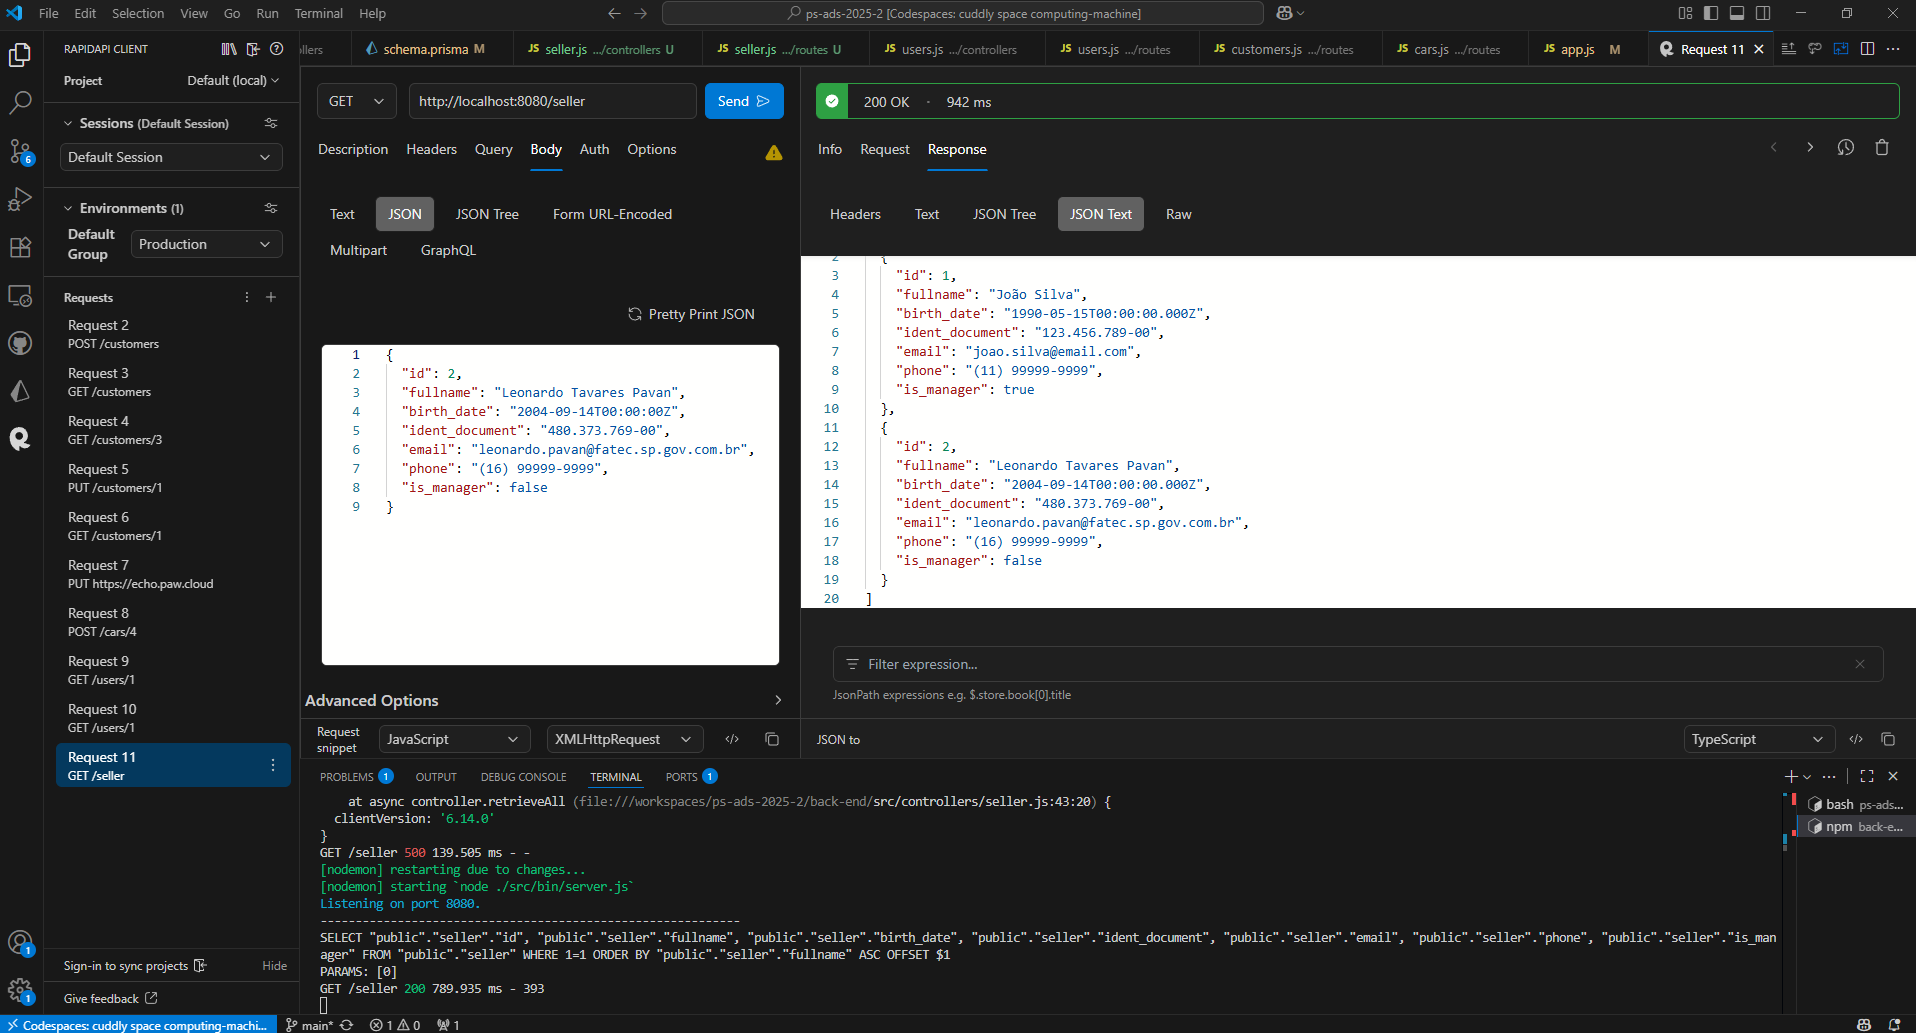 File Edit Selection View Go Run Terminal Help
ps-ads-2025-2 [Codespaces: cuddly space computing-machine]
RAPIDAPI CLIENT
Project Default (local)
Sessions (Default Session)
Default Session
Environments (1)
Default Group Production
Requests
Request 2
POST /customers
Request 3
GET /customers
Request 4
GET /customers/3
Request 5
PUT /customers/1
Request 6
GET /customers/1
Request 7
PUT https://echo.paw.cloud
Request 8
POST /cars/4
Request 9
GET /users/1
Request 10
GET /users/1
Request 11
GET /seller
Sign-in to sync projects Hide
Give feedback
6
1
1
ollers schema.prisma M JS seller.js .../controllers U JS seller.js .../routes U JS users.js .../controllers JS users.js .../routes JS customers.js .../routes JS cars.js .../routes JS app.js M Request 11
GET http://localhost:8080/seller Send
Description Headers Query Body Auth Options
Text JSON JSON Tree Form URL-Encoded
Multipart GraphQL
Pretty Print JSON
1 {
2 "id": 2,
3 "fullname": "Leonardo Tavares Pavan",
4 "birth_date": "2004-09-14T00:00:00Z",
5 "ident_document": "480.373.769-00",
6 "email": "leonardo.pavan@fatec.sp.gov.com.br",
7 "phone": "(16) 99999-9999",
8 "is_manager": false
9 }
Advanced Options
Request snippet JavaScript XMLHttpRequest
200 OK · 942 ms
Info Request Response
Headers Text JSON Tree JSON Text Raw
2 {
3 "id": 1,
4 "fullname": "João Silva",
5 "birth_date": "1990-05-15T00:00:00.000Z",
6 "ident_document": "123.456.789-00",
7 "email": "joao.silva@email.com",
8 "phone": "(11) 99999-9999",
9 "is_manager": true
10 },
11 {
12 "id": 2,
13 "fullname": "Leonardo Tavares Pavan",
14 "birth_date": "2004-09-14T00:00:00.000Z",
15 "ident_document": "480.373.769-00",
16 "email": "leonardo.pavan@fatec.sp.gov.com.br",
17 "phone": "(16) 99999-9999",
18 "is_manager": false
19 }
20 ]
Filter expression...
JsonPath expressions e.g. $.store.book[0].title
JSON to TypeScript
PROBLEMS 1 OUTPUT DEBUG CONSOLE TERMINAL PORTS 1
at async controller.retrieveAll (file:///workspaces/ps-ads-2025-2/back-end/src/controllers/seller.js:43:20) {
clientVersion: '6.14.0'
}
GET /seller 500 139.505 ms - -
[nodemon] restarting due to changes...
[nodemon] starting `node ./src/bin/server.js`
Listening on port 8080.
------------------------------------------------------------
SELECT "public"."seller"."id", "public"."seller"."fullname", "public"."seller"."birth_date", "public"."seller"."ident_document", "public"."seller"."email", "public"."seller"."phone", "public"."seller"."is_man
ager" FROM "public"."seller" WHERE 1=1 ORDER BY "public"."seller"."fullname" ASC OFFSET $1
PARAMS: [0]
GET /seller 200 789.935 ms - 393
bash ps-ads...
npm back-e...
Codespaces: cuddly space computing-machi... main* 1 0 1